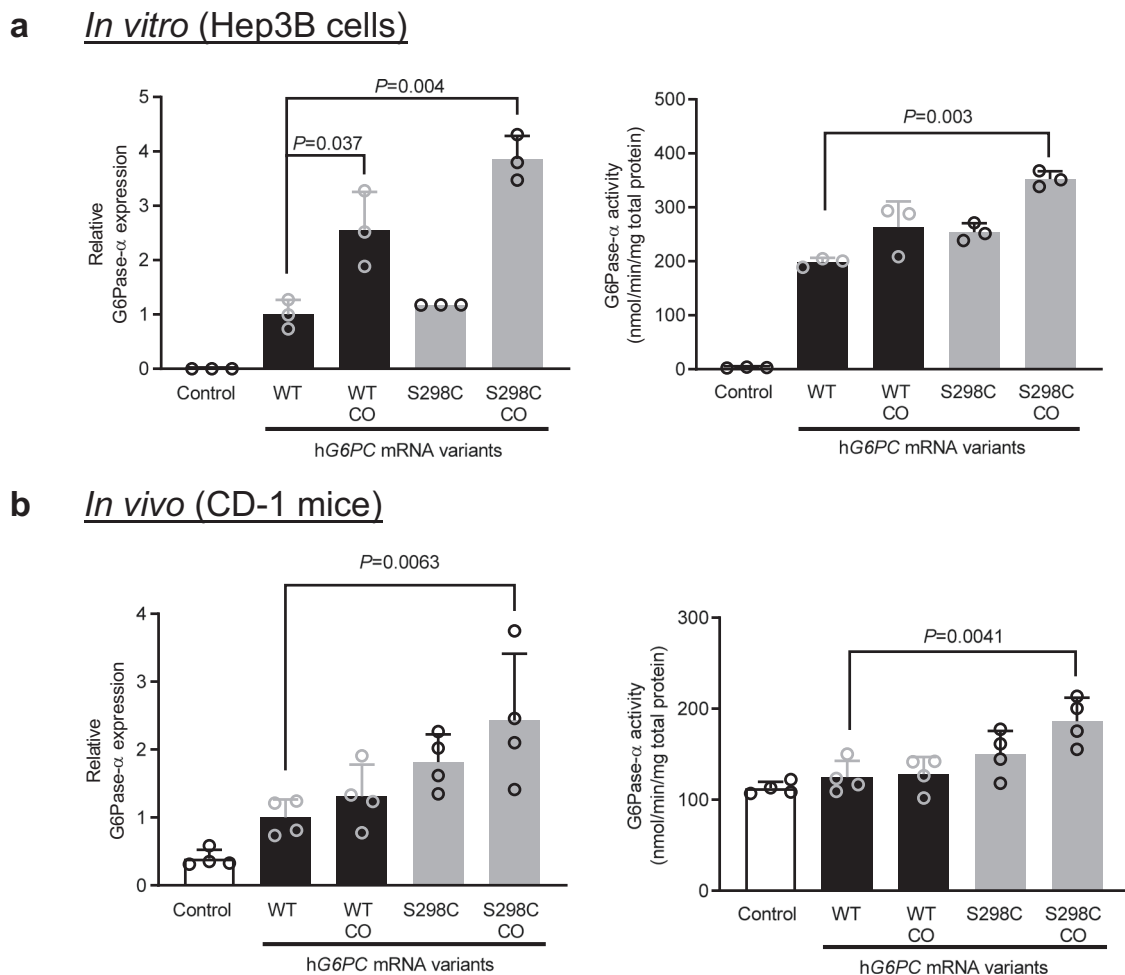 a In vitro (Hep3B cells)
Relative
G6Pase-α expression
5
4
3
2
1
0
P=0.004
P=0.037
Control
WT
WT
CO
S298C
S298C
CO
hG6PC mRNA variants
G6Pase-α activity
(nmol/min/mg total protein)
500
400
300
200
100
0
P=0.003
Control
WT
WT
CO
S298C
S298C
CO
hG6PC mRNA variants
b In vivo (CD-1 mice)
Relative
G6Pase-α expression
4
3
2
1
0
P=0.0063
Control
WT
WT
CO
S298C
S298C
CO
hG6PC mRNA variants
G6Pase-α activity
(nmol/min/mg total protein)
300
200
100
0
P=0.0041
Control
WT
WT
CO
S298C
S298C
CO
hG6PC mRNA variants